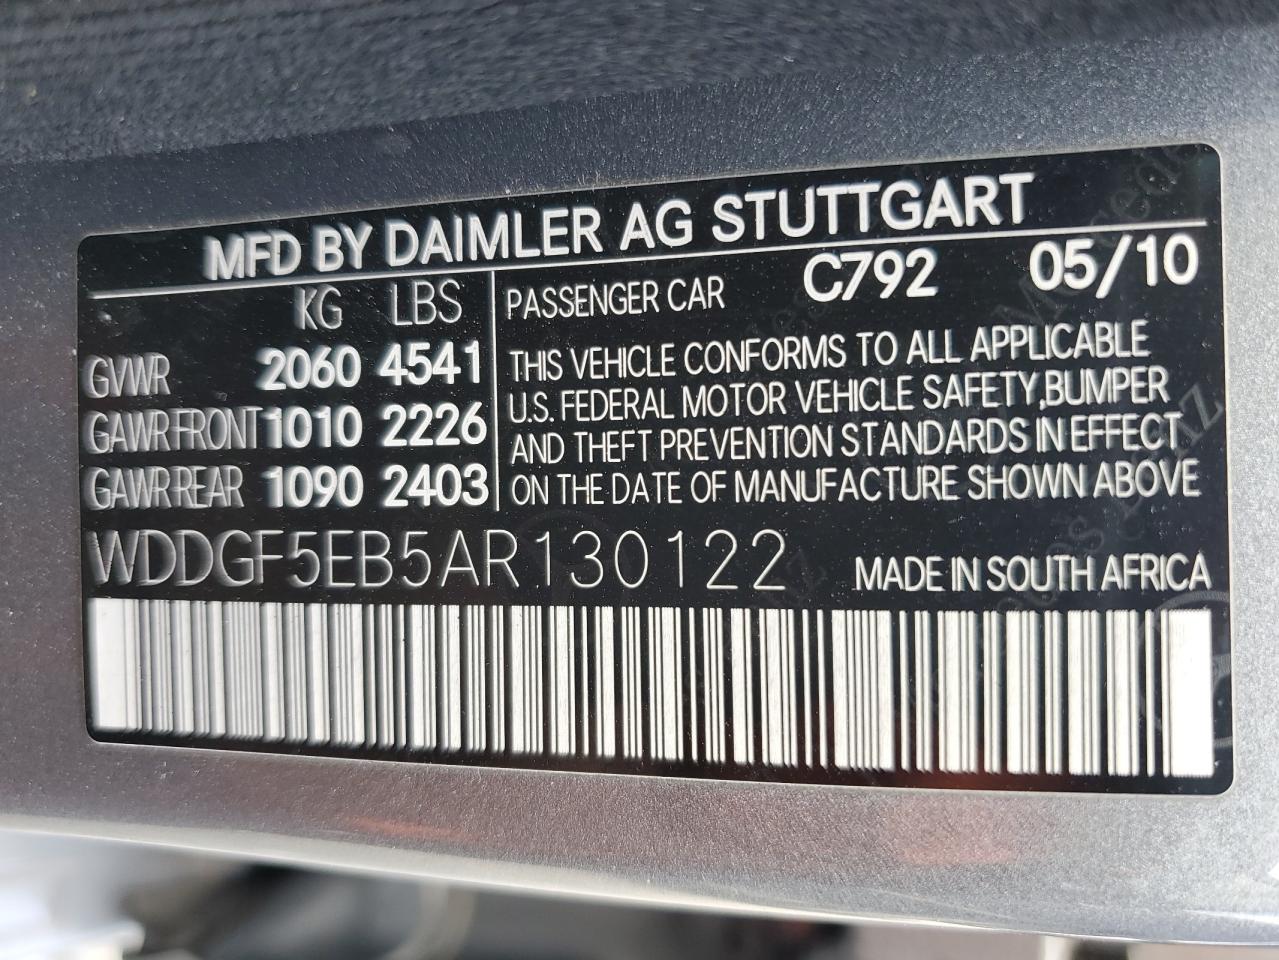 MFD BY DAIMLER AG STUTTGART
KG LBS
GVWR 2060 4541
GAWR FRONT 1010 2226
GAWR REAR 1090 2403
PASSENGER CAR C792 05/10
THIS VEHICLE CONFORMS TO ALL APPLICABLE
U.S. FEDERAL MOTOR VEHICLE SAFETY,BUMPER
AND THEFT PREVENTION STANDARDS IN EFFECT
ON THE DATE OF MANUFACTURE SHOWN ABOVE
WDDGF5EB5AR130122
MADE IN SOUTH AFRICA